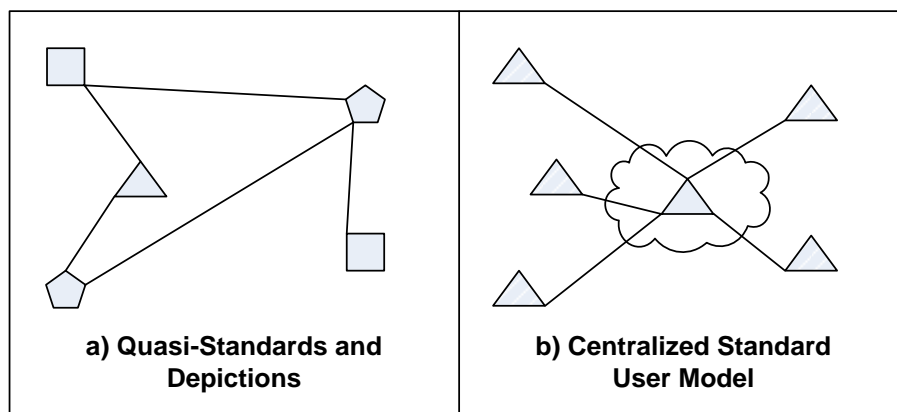 a) Quasi-Standards and
Depictions
b) Centralized Standard
User Model